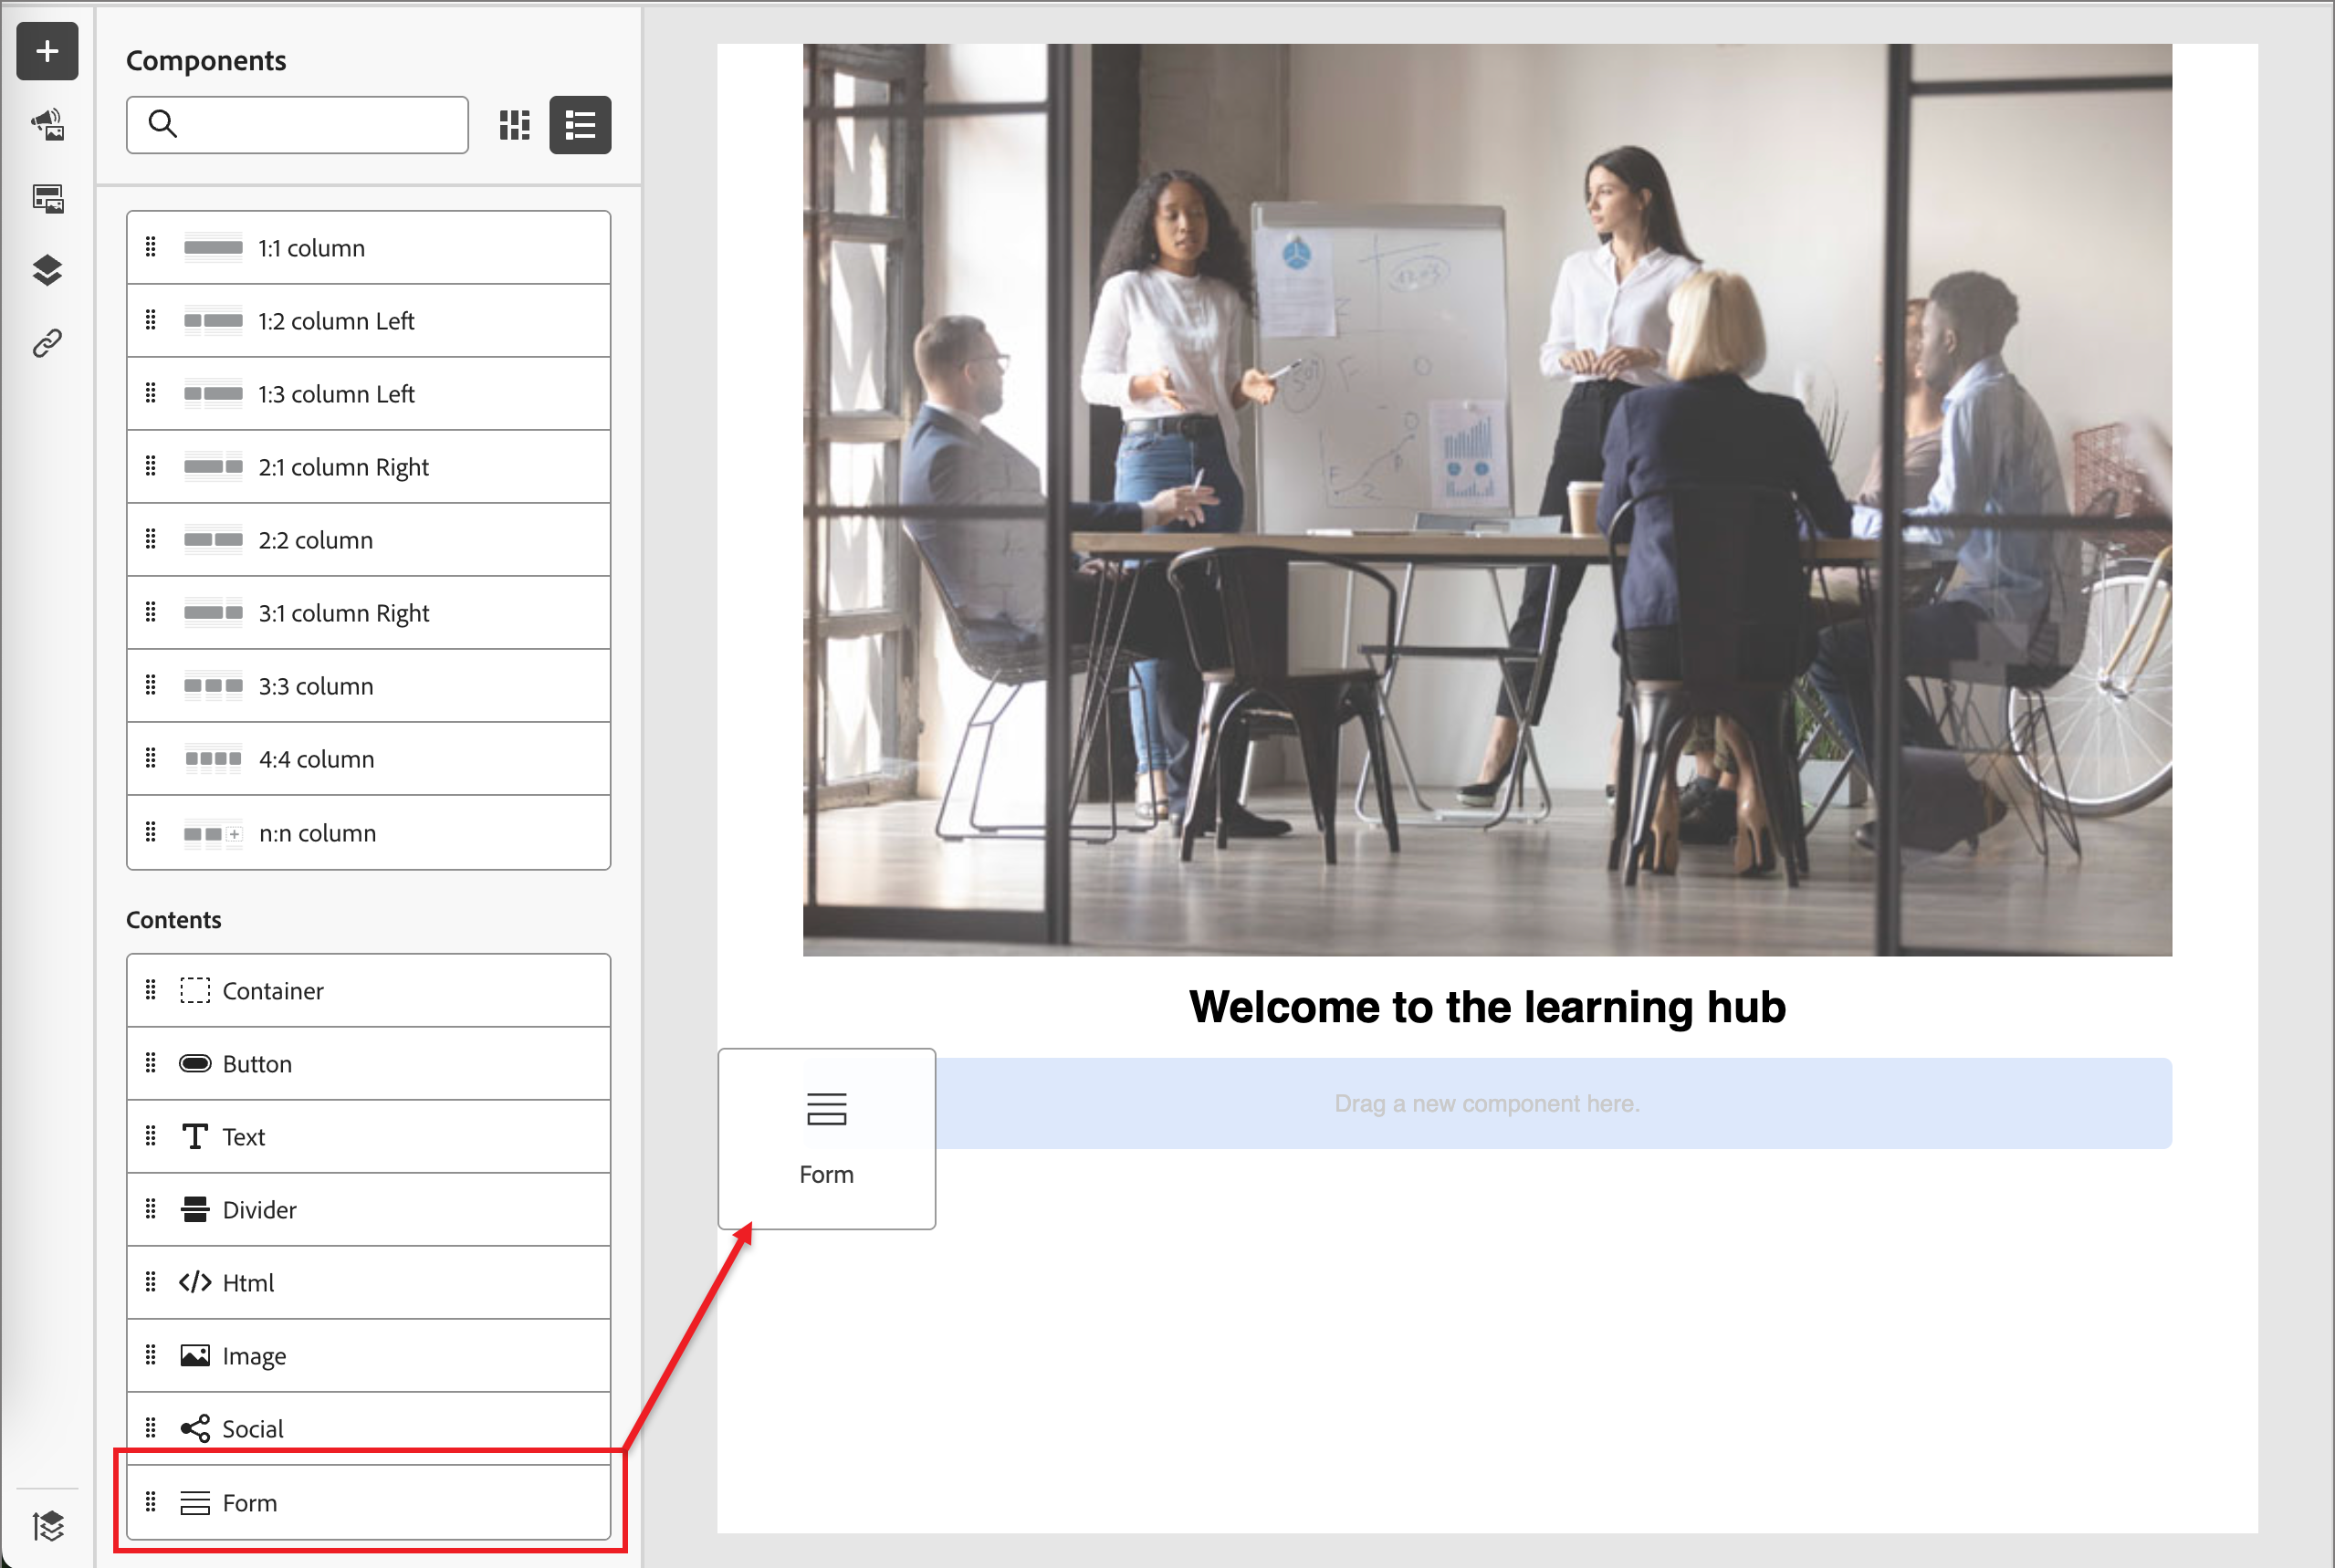 Components
1:1 column
1:2 column Left
1:3 column Left
2:1 column Right
2:2 column
3:1 column Right
3:3 column
4:4 column
n:n column
Contents
Container
Button
Text
Divider
Html
Image
Social
Form
Welcome to the learning hub
Drag a new component here.
Form